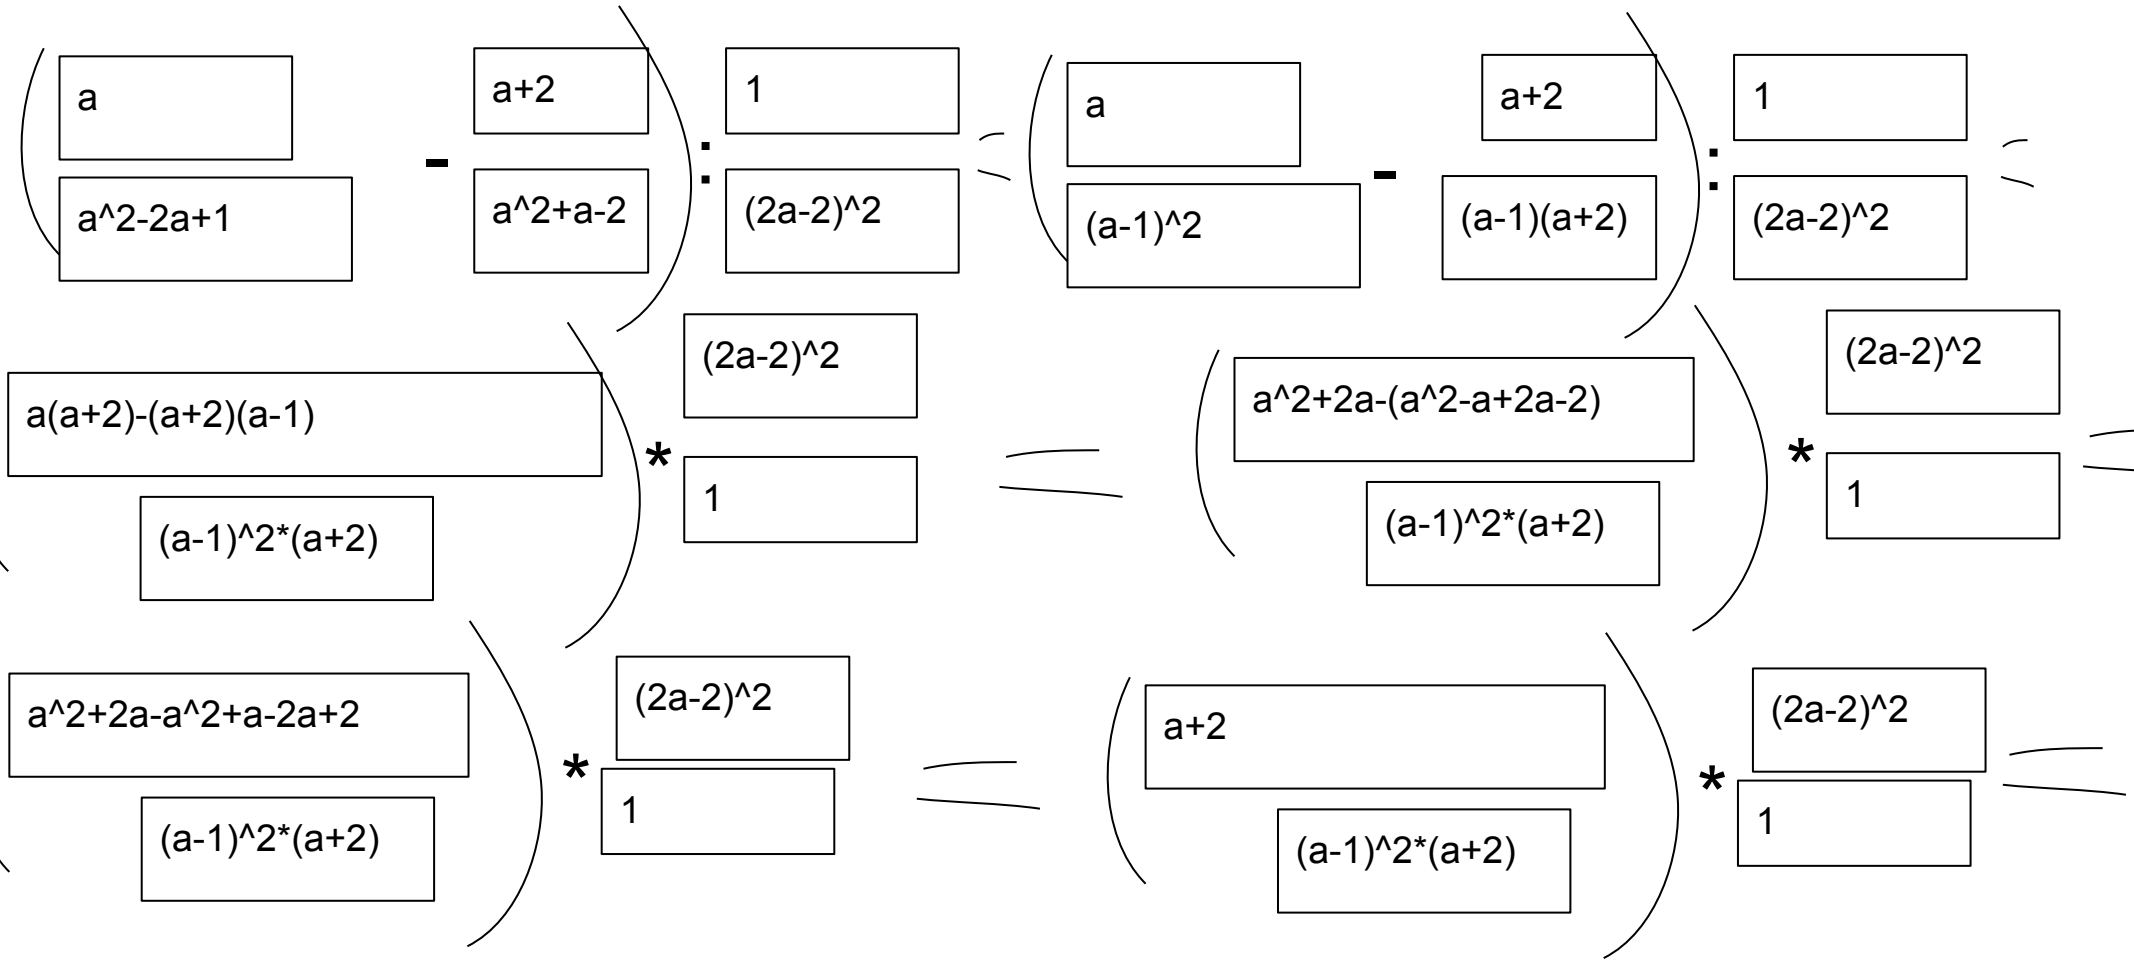 ( a / a^2-2a+1 - a+2 / a^2+a-2 ) : 1 / (2a-2)^2 = ( a / (a-1)^2 - a+2 / (a-1)(a+2) ) : 1 / (2a-2)^2 =
a(a+2)-(a+2)(a-1) / (a-1)^2*(a+2) ) * (2a-2)^2 / 1 = ( a^2+2a-(a^2-a+2a-2) / (a-1)^2*(a+2) ) * (2a-2)^2 / 1 =
a^2+2a-a^2+a-2a+2 / (a-1)^2*(a+2) ) * (2a-2)^2 / 1 = ( a+2 / (a-1)^2*(a+2) ) * (2a-2)^2 / 1 =